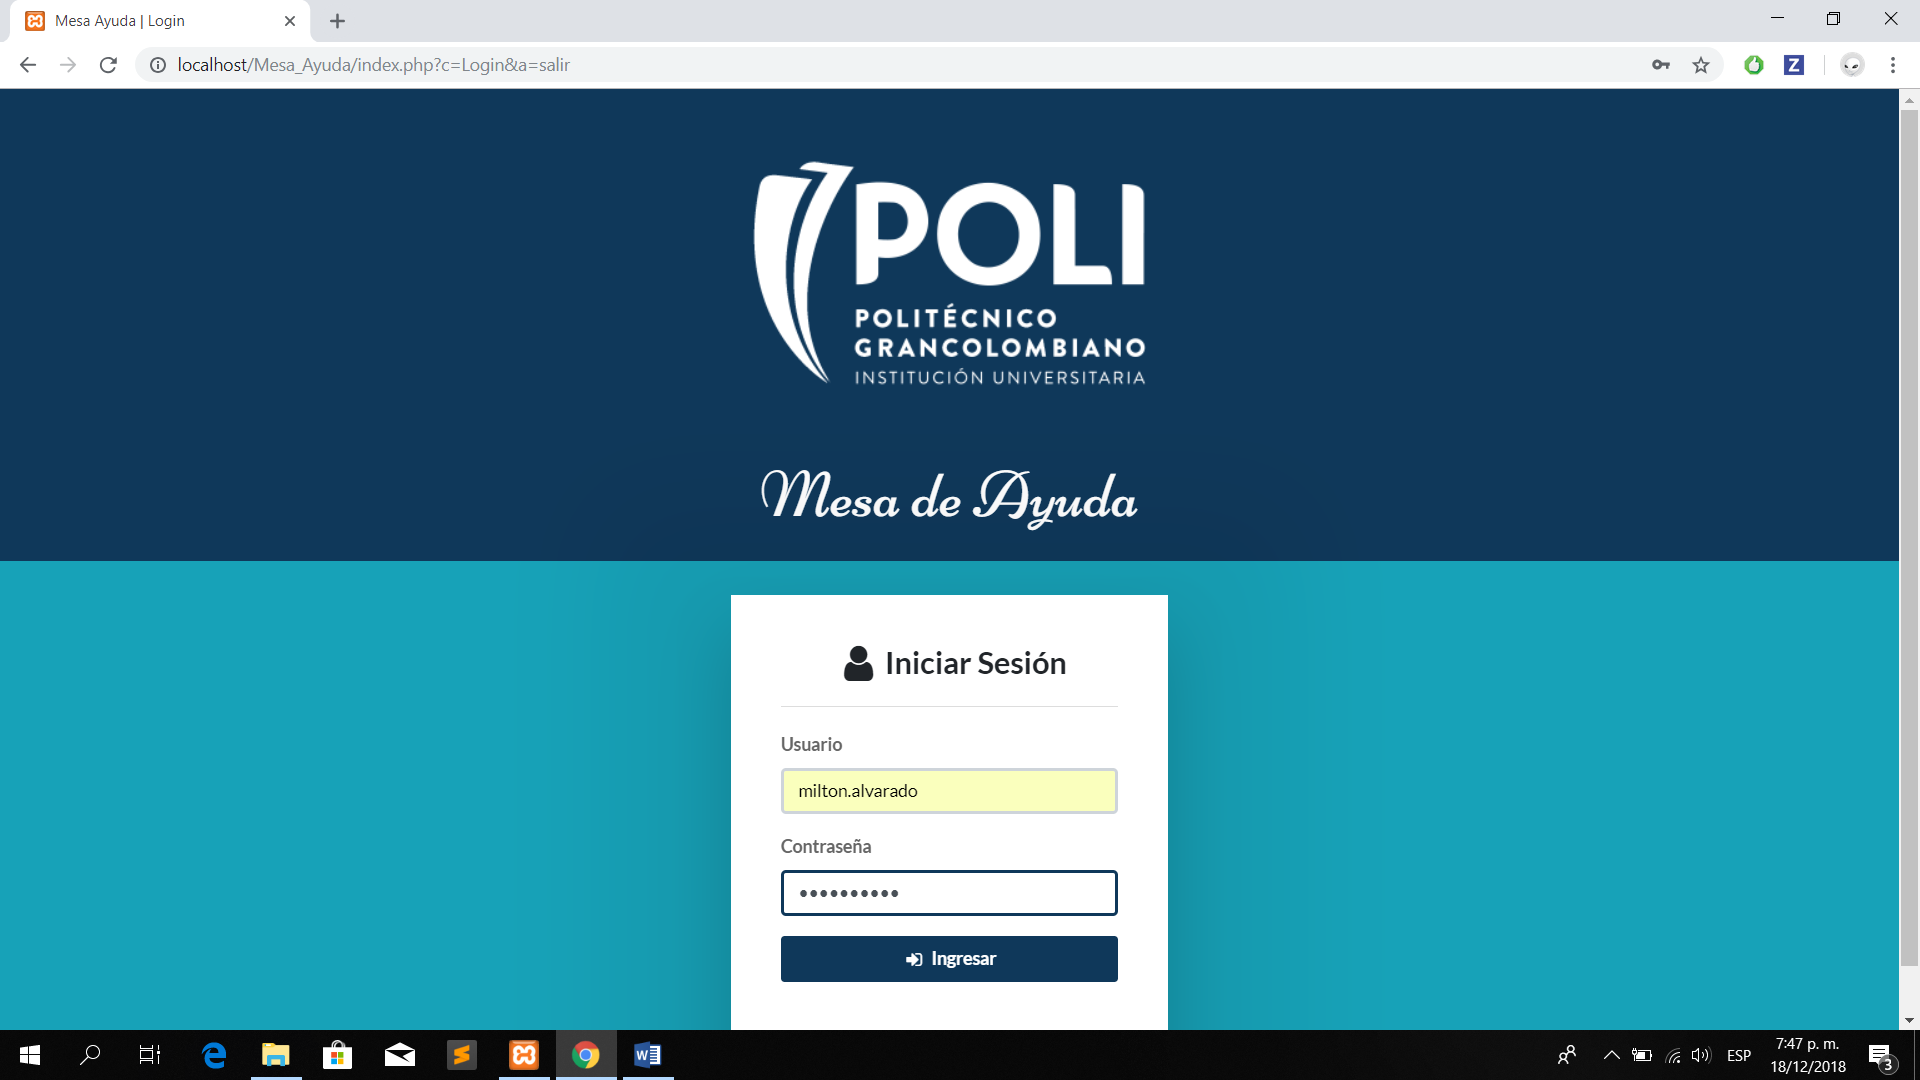 Mesa Ayuda | Login
localhost/Mesa_Ayuda/index.php?c=Login&a=salir
Z
POLI
POLITÉCNICO
GRANCOLOMBIANO
INSTITUCIÓN UNIVERSITARIA
Mesa de Ayuda
Iniciar Sesión
Usuario
milton.alvarado
Contraseña
••••••••••
Ingresar
ESP
7:47 p. m.
18/12/2018
3